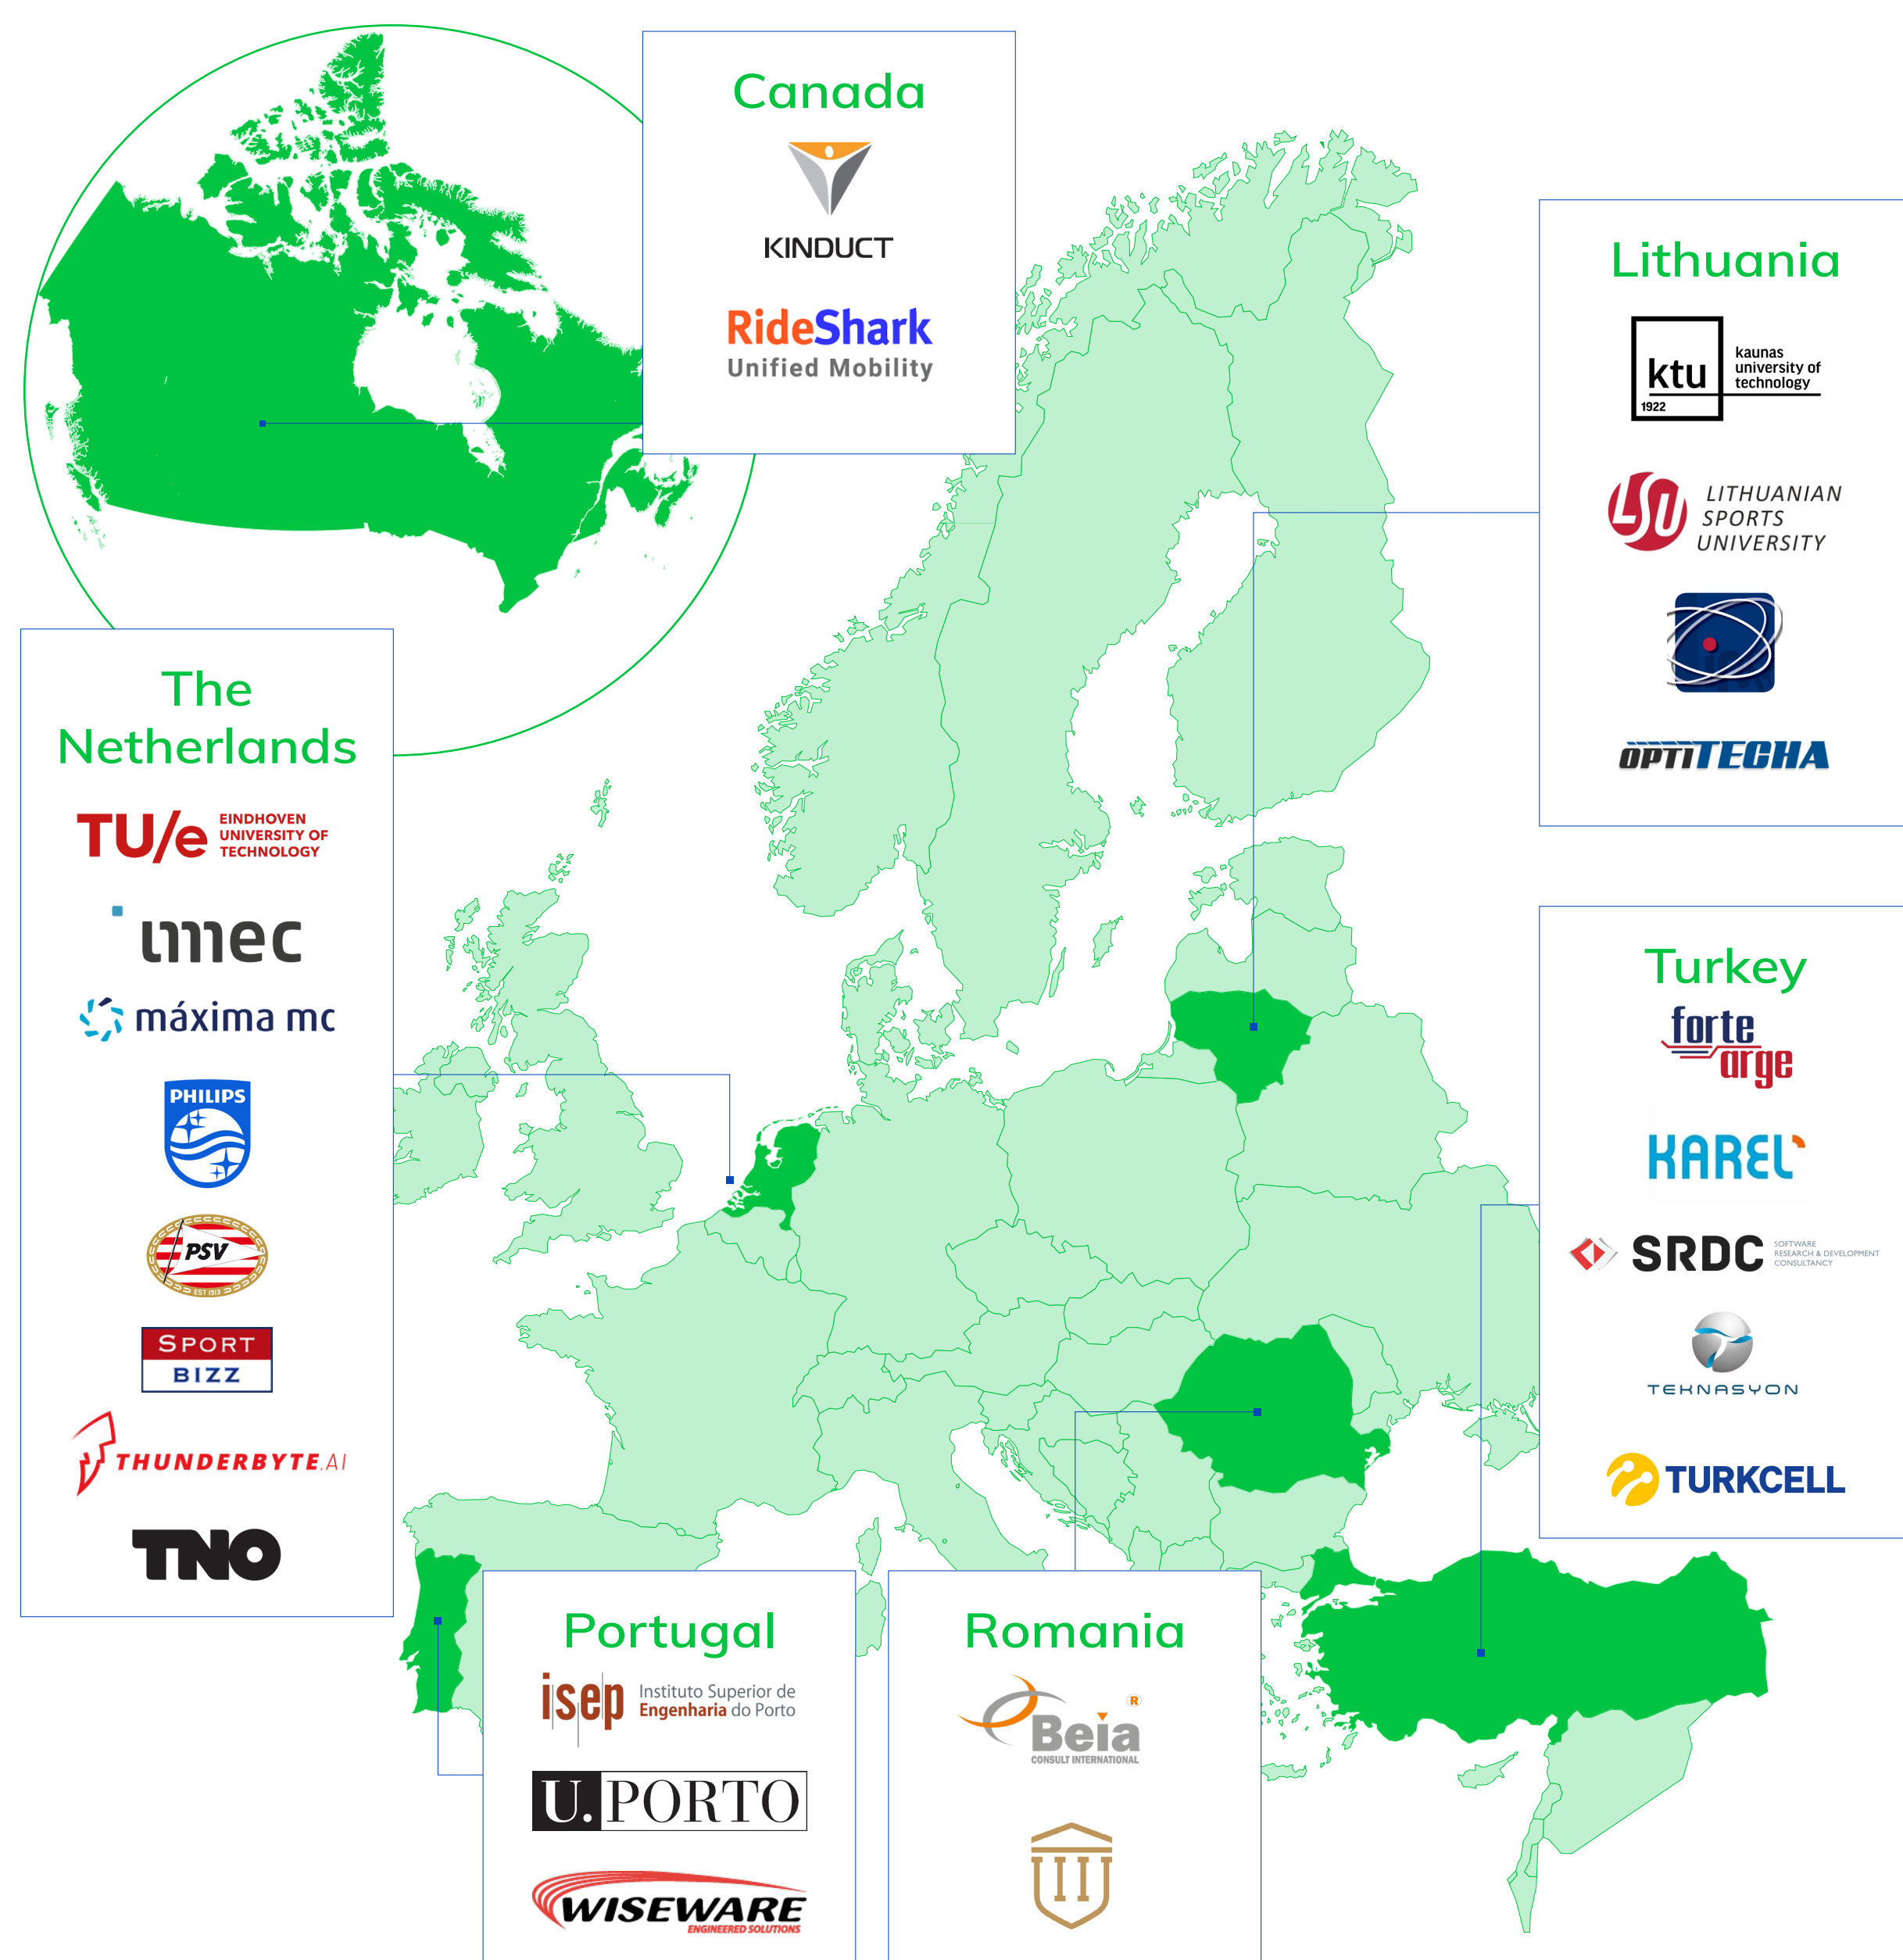 Canada
KINDUCT
RideShark
Unified Mobility
Lithuania
ktu
1922
kaunas
university of
technology
LSU
LITHUANIAN
SPORTS
UNIVERSITY
OPTITECHA
The
Netherlands
TU/e
EINDHOVEN
UNIVERSITY OF
TECHNOLOGY
imec
máxima mc
PHILIPS
PSV
EST 1913
SPORT
BIZZ
THUNDERBYTE.AI
TNO
Turkey
forte
arge
KAREL
SRDC
SOFTWARE
RESEARCH & DEVELOPMENT
CONSULTANCY
TEKNASYON
TURKCELL
Portugal
isep
Instituto Superior de
Engenharia do Porto
U.PORTO
WISEWARE
ENGINEERED SOLUTIONS
Romania
Beia
®
CONSULT INTERNATIONAL